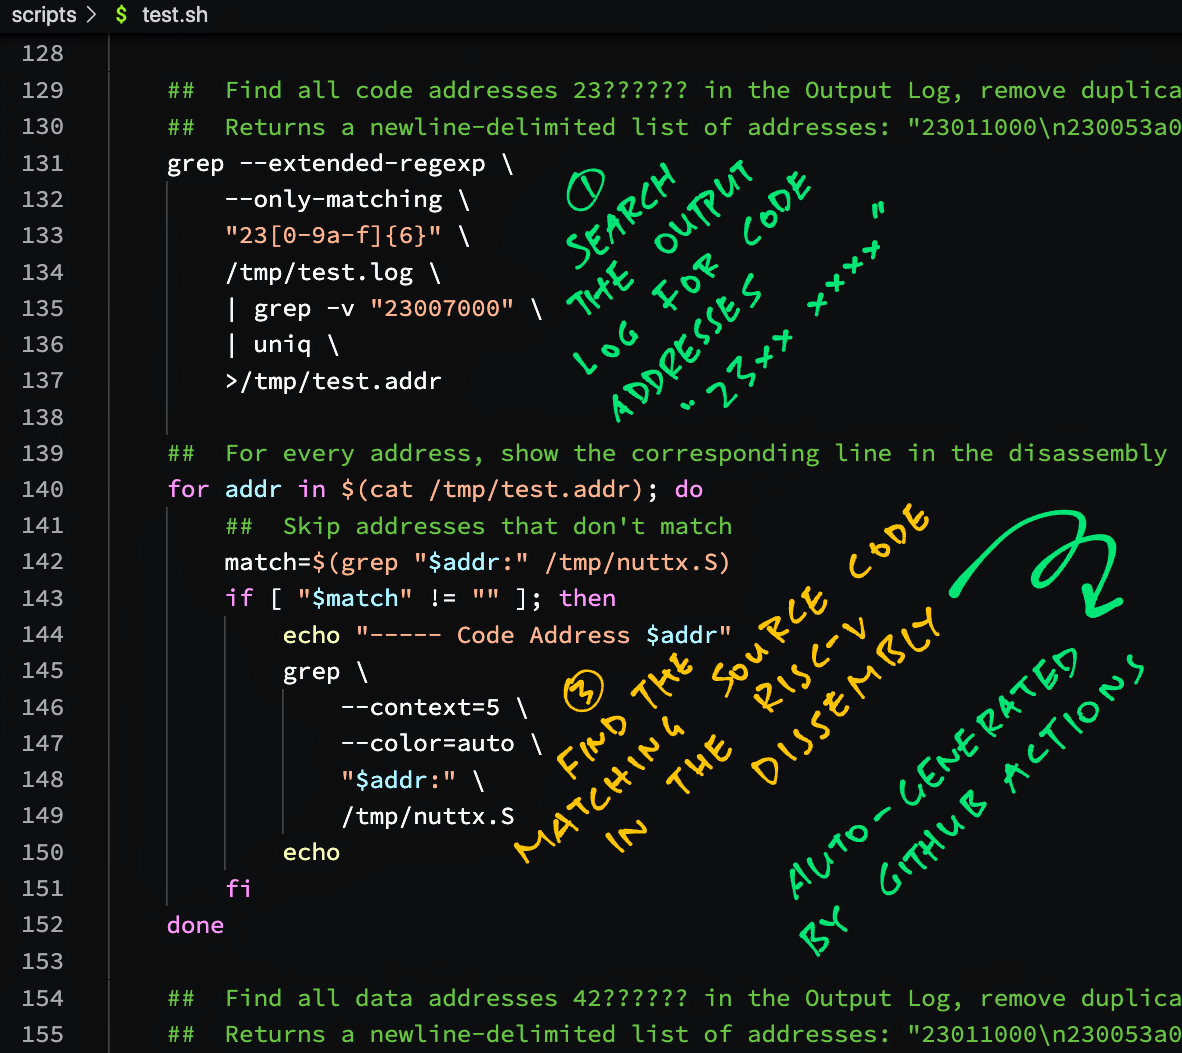 scripts > $ test.sh
128
129 ## Find all code addresses 23?????? in the Output Log, remove duplica
130 ## Returns a newline-delimited list of addresses: "23011000\n230053a0
131 grep --extended-regexp \
132 --only-matching \
133 "23[0-9a-f]{6}" \
134 /tmp/test.log \
135 | grep -v "23007000" \
136 | uniq \
137 >/tmp/test.addr
138
139 ## For every address, show the corresponding line in the disassembly
140 for addr in $(cat /tmp/test.addr); do
141 ## Skip addresses that don't match
142 match=$(grep "$addr:" /tmp/nuttx.S)
143 if [ "$match" != "" ]; then
144 echo "----- Code Address $addr"
145 grep \
146 --context=5 \
147 --color=auto \
148 "$addr:" \
149 /tmp/nuttx.S
150 echo
151 fi
152 done
153
154 ## Find all data addresses 42?????? in the Output Log, remove duplica
155 ## Returns a newline-delimited list of addresses: "23011000\n230053a0
①
SEARCH
THE OUTPUT
LOG FOR CODE
ADDRESSES
"23xx xxxx"
③
FIND THE SOURCE CODE
MATCHING
IN THE RISC-V
DISSEMBLY
AUTO-GENERATED
BY GITHUB ACTIONS